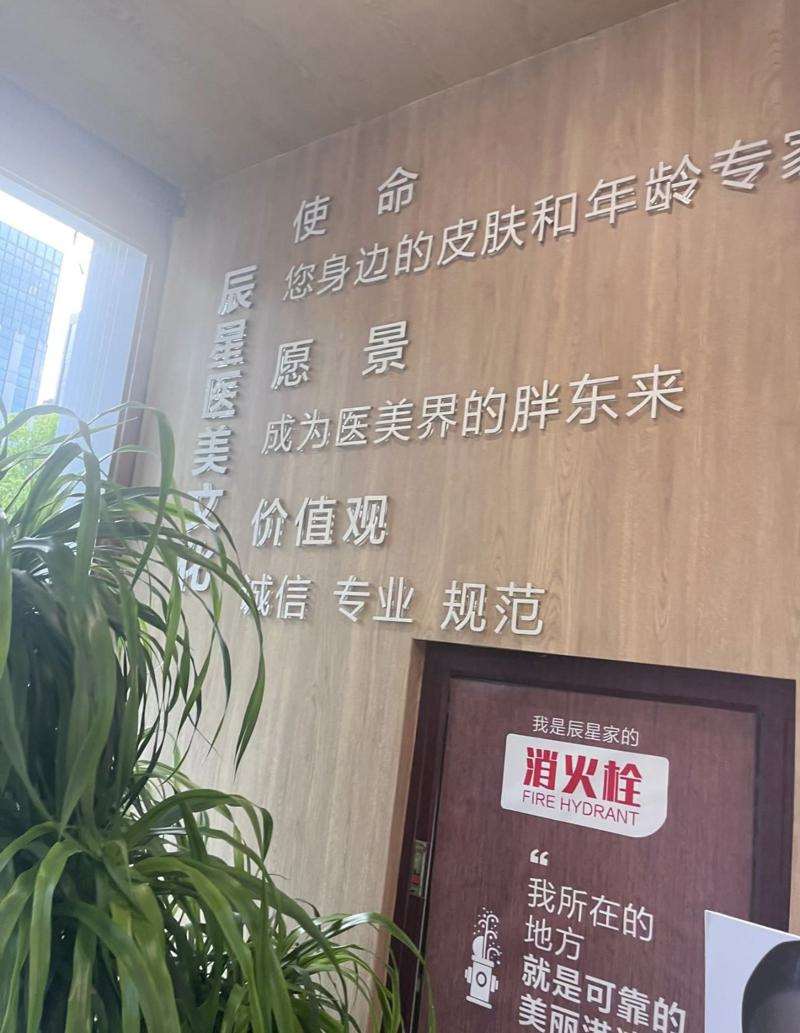 辰星医美文化
使命
您身边的皮肤和年龄专家
愿景
成为医美界的胖东来
价值观
诚信 专业 规范
我是辰星家的
消火栓
FIRE HYDRANT
“
我所在的
地方
就是可靠的
美丽港